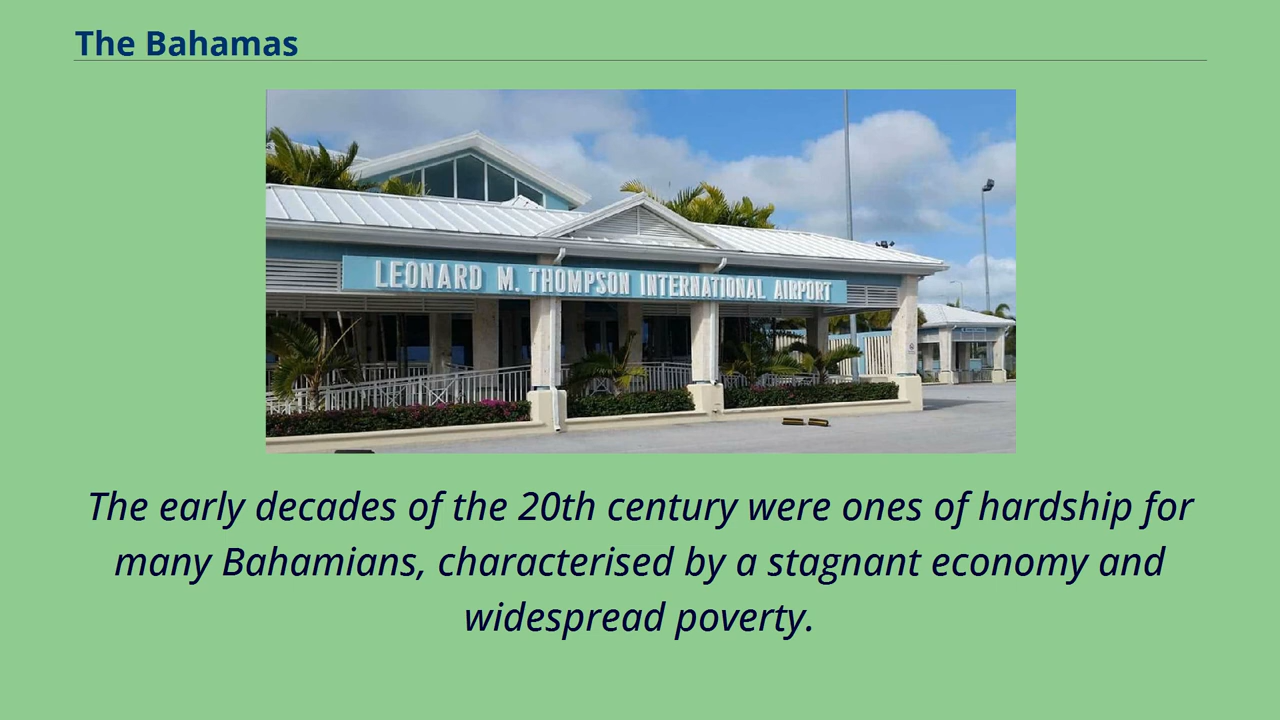 The Bahamas
LEONARD M. THOMPSON INTERNATIONAL AIRPORT
The early decades of the 20th century were ones of hardship for
many Bahamians, characterised by a stagnant economy and
widespread poverty.